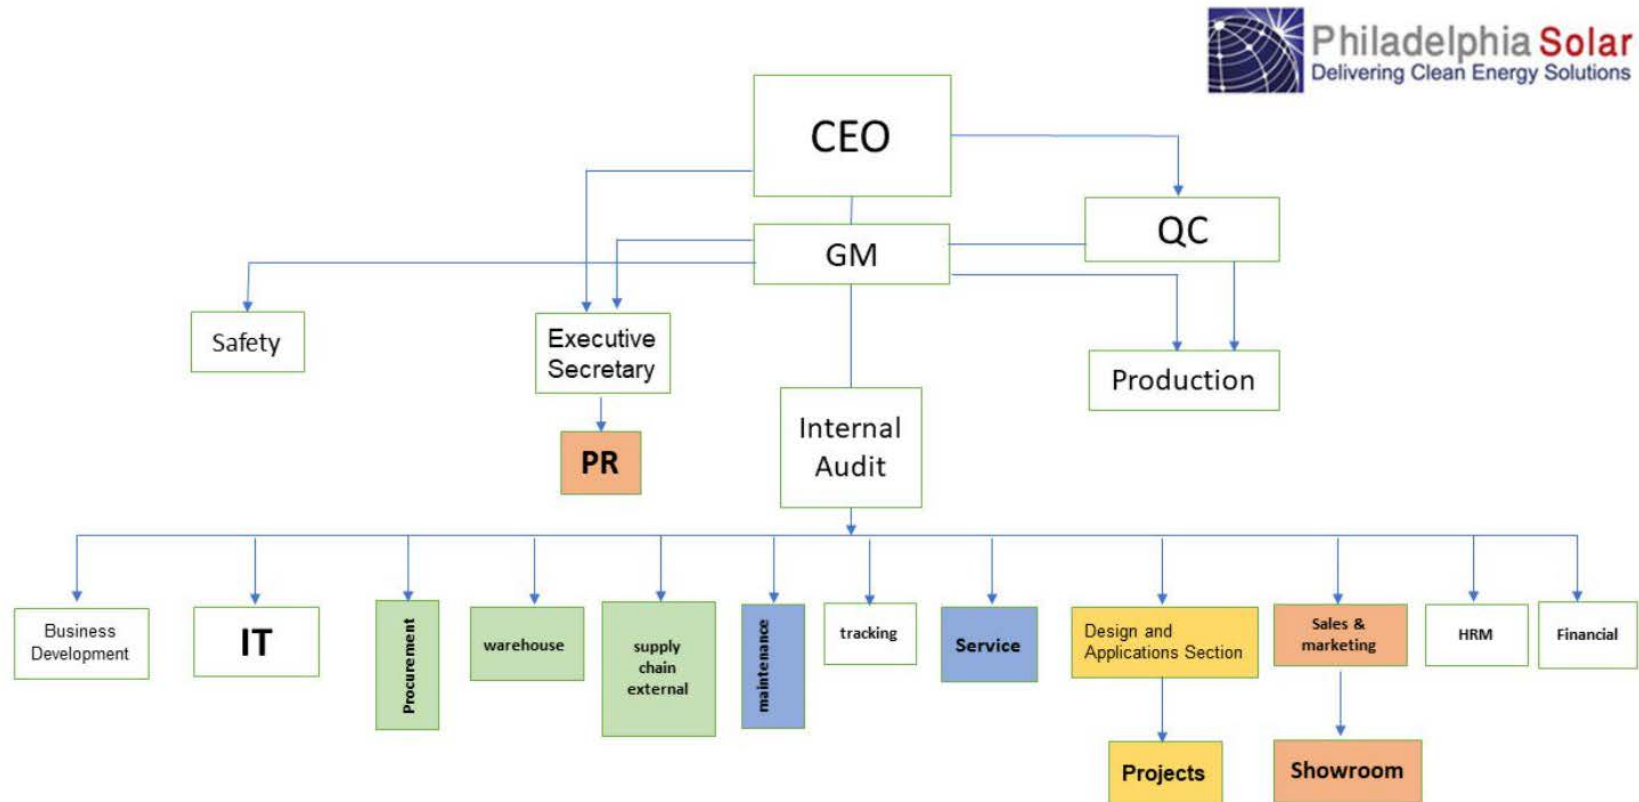 Philadelphia Solar
Delivering Clean Energy Solutions
CEO
QC
GM
Safety
Executive
Secretary
Production
Internal
Audit
PR
Business
Development
IT
Procurement
warehouse
supply
chain
external
maintenance
tracking
Service
Design and
Applications Section
Sales &
marketing
HRM
Financial
Projects
Showroom